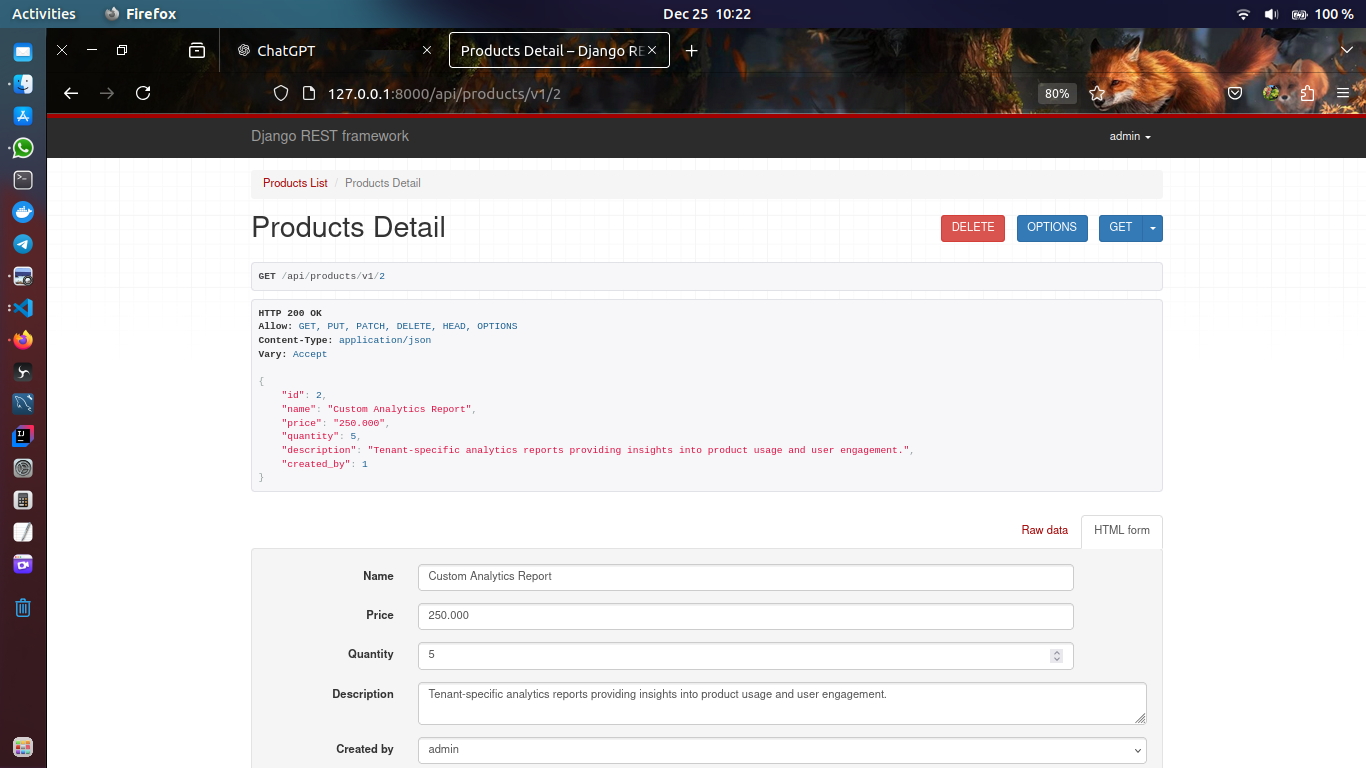 Activities Firefox Dec 25 10:22 100 %
ChatGPT Products Detail – Django RE
127.0.0.1:8000/api/products/v1/2 80%
Django REST framework admin
Products List / Products Detail
Products Detail DELETE OPTIONS GET
GET /api/products/v1/2
HTTP 200 OK
Allow: GET, PUT, PATCH, DELETE, HEAD, OPTIONS
Content-Type: application/json
Vary: Accept
{
"id": 2,
"name": "Custom Analytics Report",
"price": "250.000",
"quantity": 5,
"description": "Tenant-specific analytics reports providing insights into product usage and user engagement.",
"created_by": 1
}
Raw data HTML form
Name Custom Analytics Report
Price 250.000
Quantity 5
Description Tenant-specific analytics reports providing insights into product usage and user engagement.
Created by admin